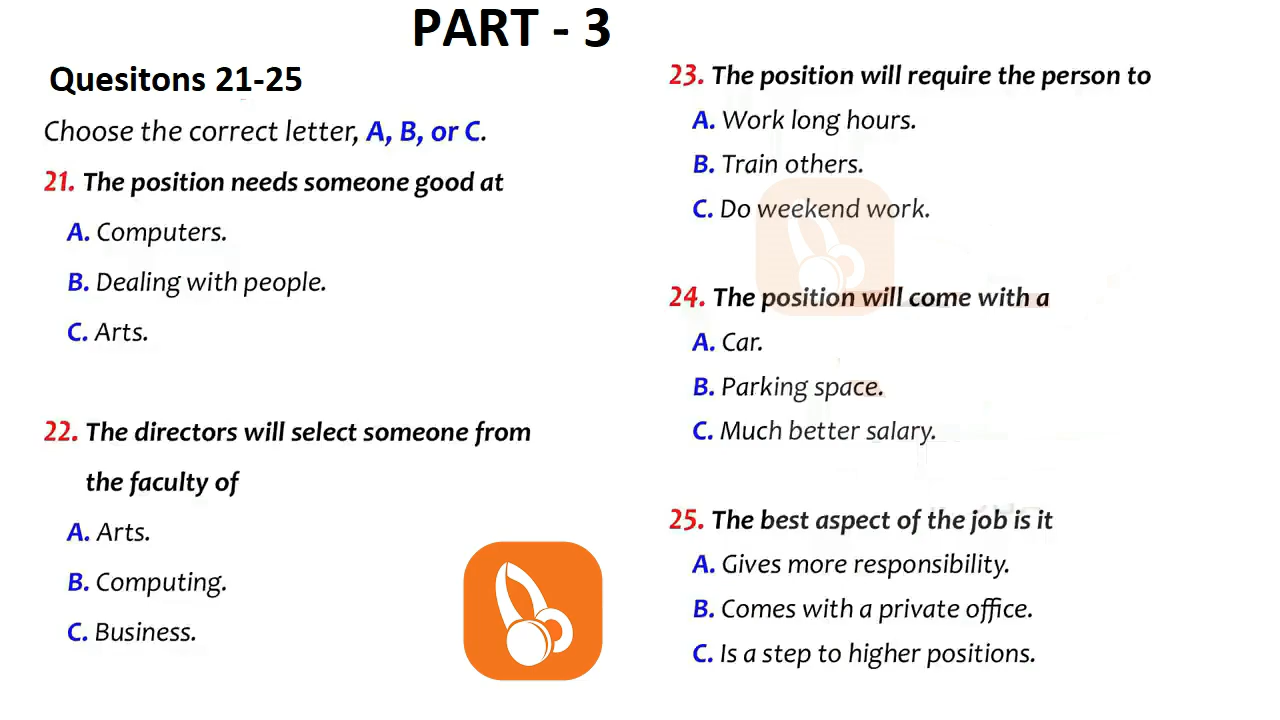 PART - 3
Quesitons 21-25
Choose the correct letter, A, B, or C.
21. The position needs someone good at
A. Computers.
B. Dealing with people.
C. Arts.
22. The directors will select someone from
the faculty of
A. Arts.
B. Computing.
C. Business.
23. The position will require the person to
A. Work long hours.
B. Train others.
C. Do weekend work.
24. The position will come with a
A. Car.
B. Parking space.
C. Much better salary.
25. The best aspect of the job is it
A. Gives more responsibility.
B. Comes with a private office.
C. Is a step to higher positions.